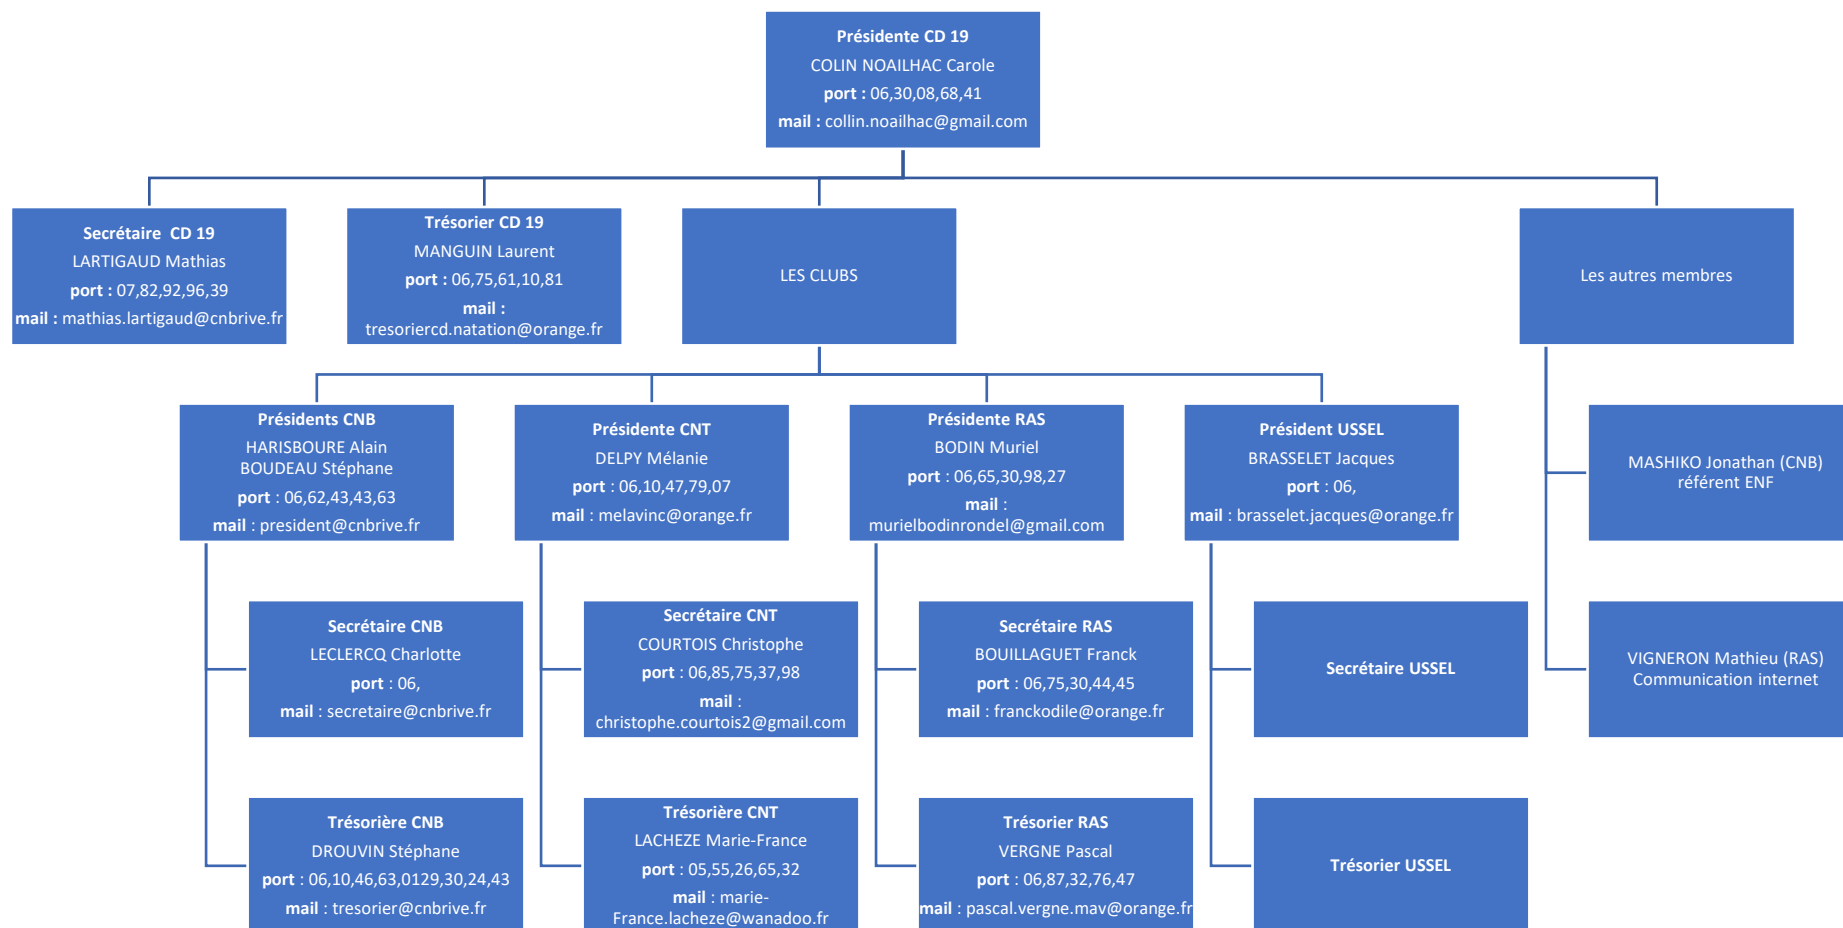 Présidente CD 19
COLIN NOAILHAC Carole
port : 06,30,08,68,41
mail : collin.noailhac@gmail.com
Secrétaire  CD 19
LARTIGAUD Mathias
port : 07,82,92,96,39
mail : mathias.lartigaud@cnbrive.fr
Trésorier CD 19
MANGUIN Laurent
port : 06,75,61,10,81
mail :
tresoriercd.natation@orange.fr
LES CLUBS
Les autres membres
Présidents CNB
HARISBOURE Alain
BOUDEAU Stéphane
port : 06,62,43,43,63
mail : president@cnbrive.fr
Présidente CNT
DELPY Mélanie
port : 06,10,47,79,07
mail : melavinc@orange.fr
Présidente RAS
BODIN Muriel
port : 06,65,30,98,27
mail :
murielbodinrondel@gmail.com
Président USSEL
BRASSELET Jacques
port : 06,
mail : brasselet.jacques@orange.fr
MASHIKO Jonathan (CNB)
référent ENF
Secrétaire CNB
LECLERCQ Charlotte
port : 06,
mail : secretaire@cnbrive.fr
Secrétaire CNT
COURTOIS Christophe
port : 06,85,75,37,98
mail :
christophe.courtois2@gmail.com
Secrétaire RAS
BOUILLAGUET Franck
port : 06,75,30,44,45
mail : franckodile@orange.fr
Secrétaire USSEL
VIGNERON Mathieu (RAS)
Communication internet
Trésorière CNB
DROUVIN Stéphane
port : 06,10,46,63,0129,30,24,43
mail : tresorier@cnbrive.fr
Trésorière CNT
LACHEZE Marie-France
port : 05,55,26,65,32
mail : marie-
France.lacheze@wanadoo.fr
Trésorier RAS
VERGNE Pascal
port : 06,87,32,76,47
mail : pascal.vergne.mav@orange.fr
Trésorier USSEL